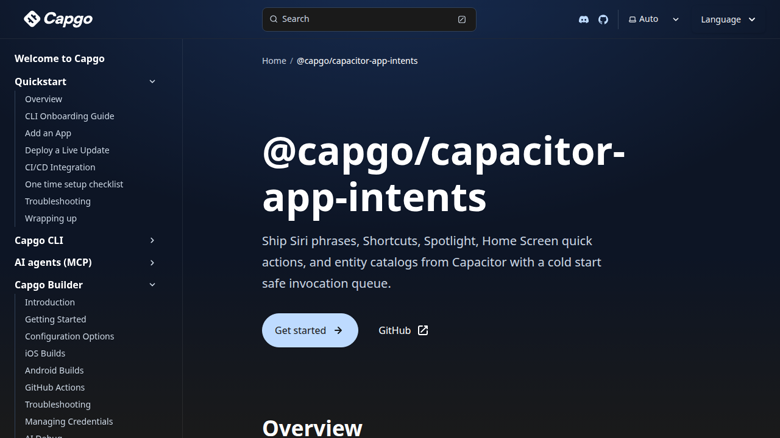 Capgo
Search
Auto
Language
Welcome to Capgo
Quickstart
Overview
CLI Onboarding Guide
Add an App
Deploy a Live Update
CI/CD Integration
One time setup checklist
Troubleshooting
Wrapping up
Capgo CLI
AI agents (MCP)
Capgo Builder
Introduction
Getting Started
Configuration Options
iOS Builds
Android Builds
GitHub Actions
Troubleshooting
Managing Credentials
AI Debug
Home / @capgo/capacitor-app-intents
@capgo/capacitor-
app-intents
Ship Siri phrases, Shortcuts, Spotlight, Home Screen quick
actions, and entity catalogs from Capacitor with a cold start
safe invocation queue.
Get started
GitHub
Overview